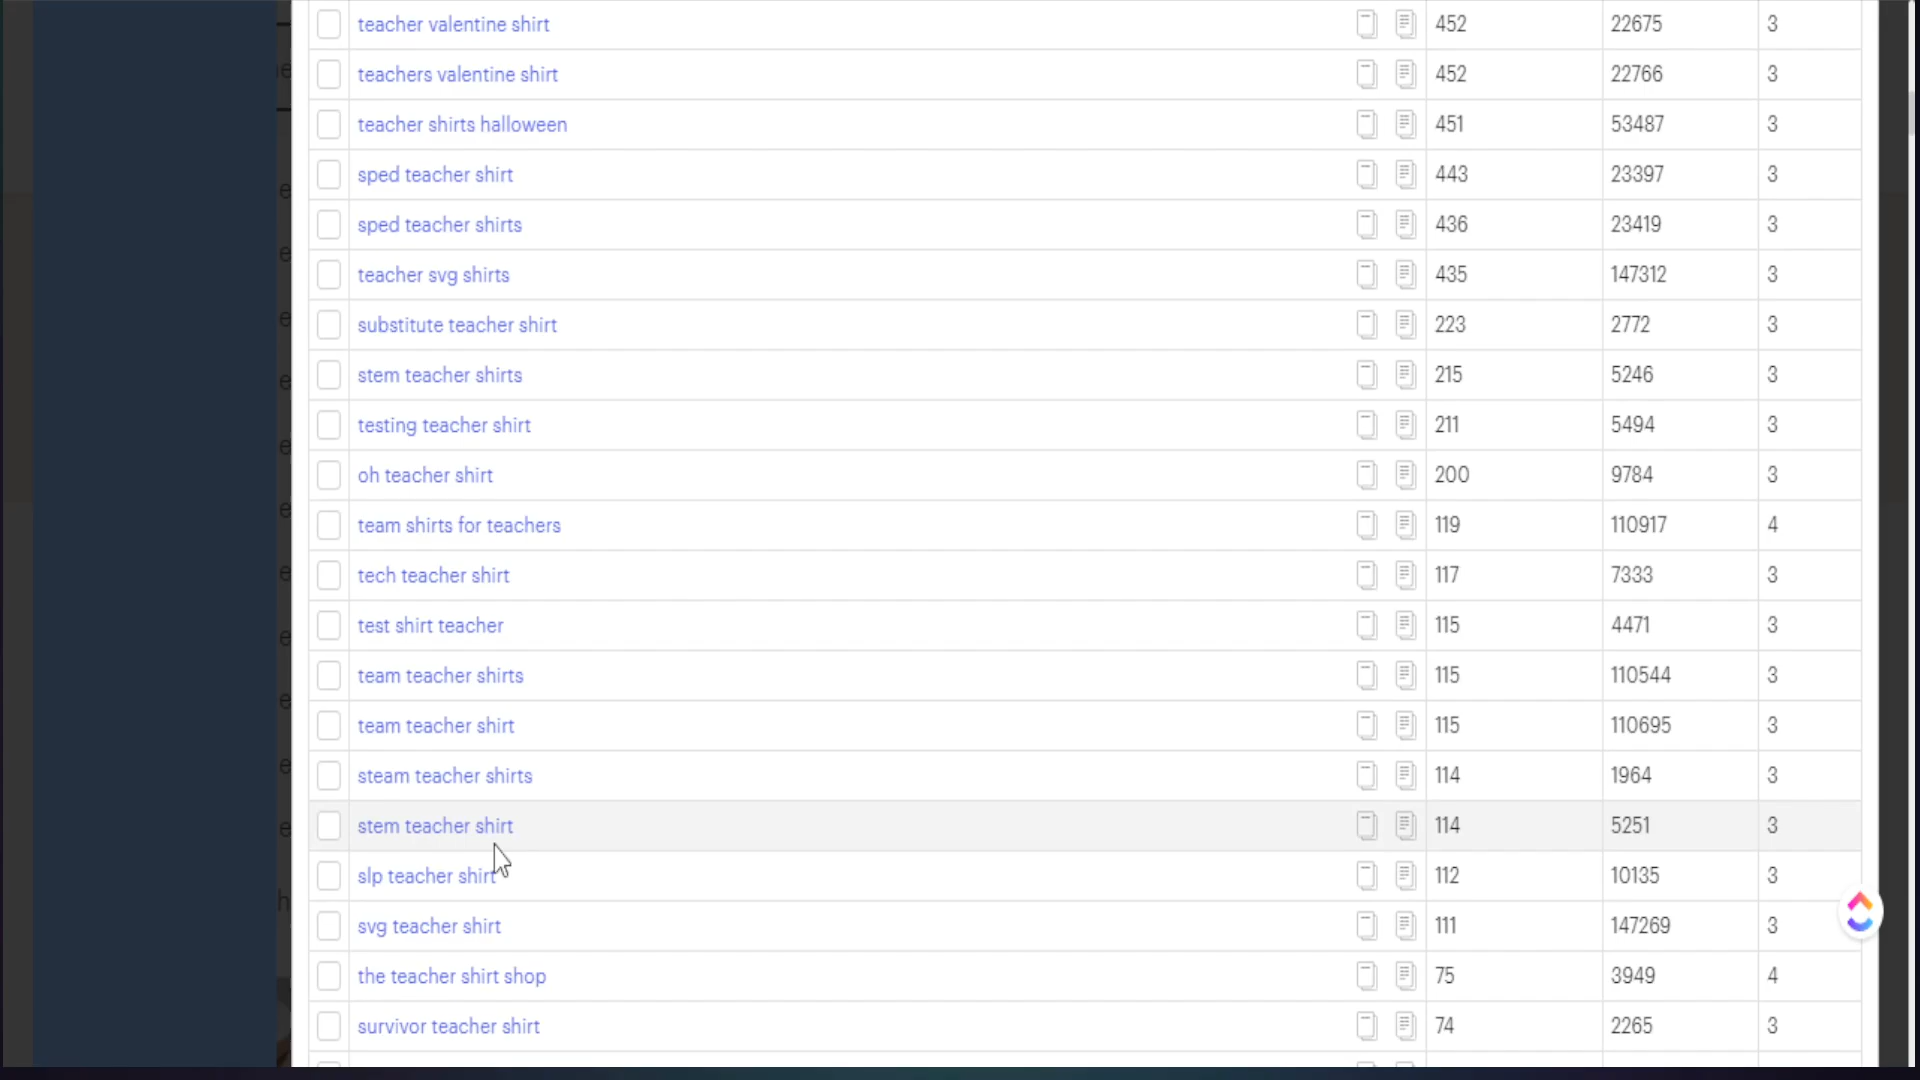 teacher valentine shirt 452 22675 3
teachers valentine shirt 452 22766 3
teacher shirts halloween 451 53487 3
sped teacher shirt 443 23397 3
sped teacher shirts 436 23419 3
teacher svg shirts 435 147312 3
substitute teacher shirt 223 2772 3
stem teacher shirts 215 5246 3
testing teacher shirt 211 5494 3
oh teacher shirt 200 9784 3
team shirts for teachers 119 110917 4
tech teacher shirt 117 7333 3
test shirt teacher 115 4471 3
team teacher shirts 115 110544 3
team teacher shirt 115 110695 3
steam teacher shirts 114 1964 3
stem teacher shirt 114 5251 3
slp teacher shirt 112 10135 3
svg teacher shirt 111 147269 3
the teacher shirt shop 75 3949 4
survivor teacher shirt 74 2265 3